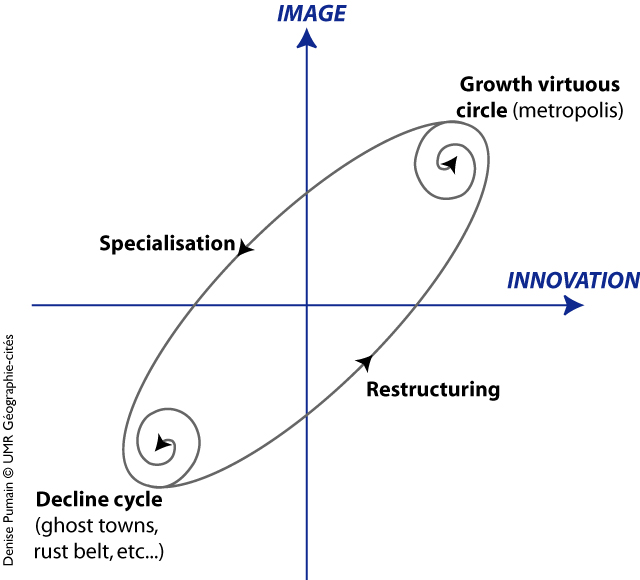 IMAGE
Growth virtuous
circle (metropolis)
Specialisation
INNOVATION
Restructuring
Decline cycle
(ghost towns,
rust belt, etc...)
Denise Pumain © UMR Géographie-cités